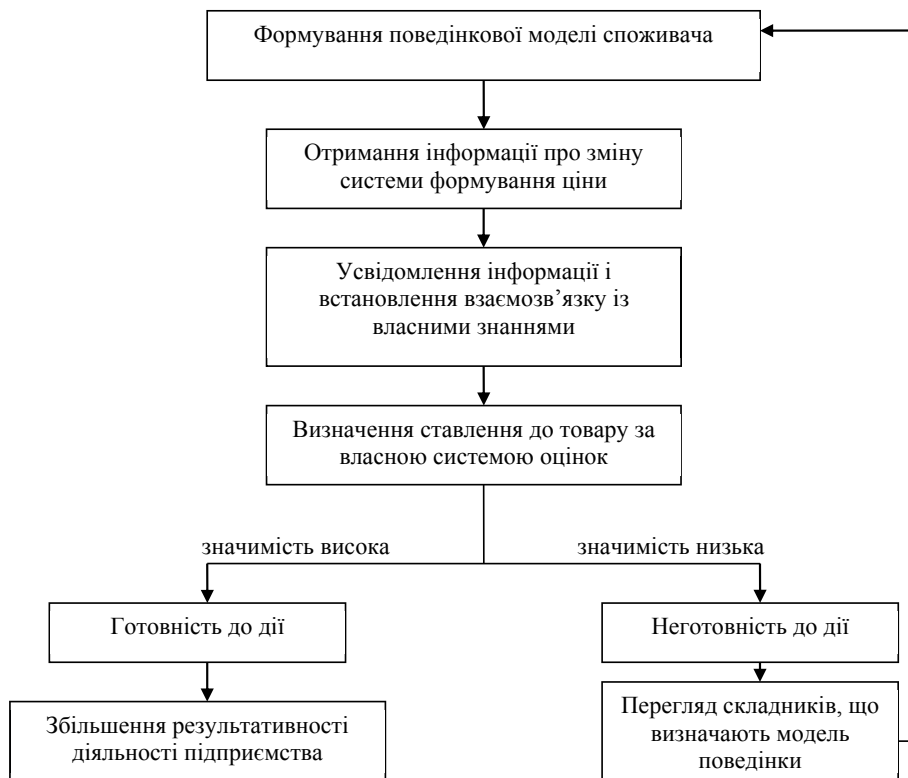 Формування поведінкової моделі споживача
Отримання інформації про зміну
системи формування ціни
Усвідомлення інформації і
встановлення взаємозв’язку із
власними знаннями
Визначення ставлення до товару за
власною системою оцінок
значимість висока
значимість низька
Готовність до дії
Неготовність до дії
Збільшення результативності
діяльності підприємства
Перегляд складників, що
визначають модель
поведінки